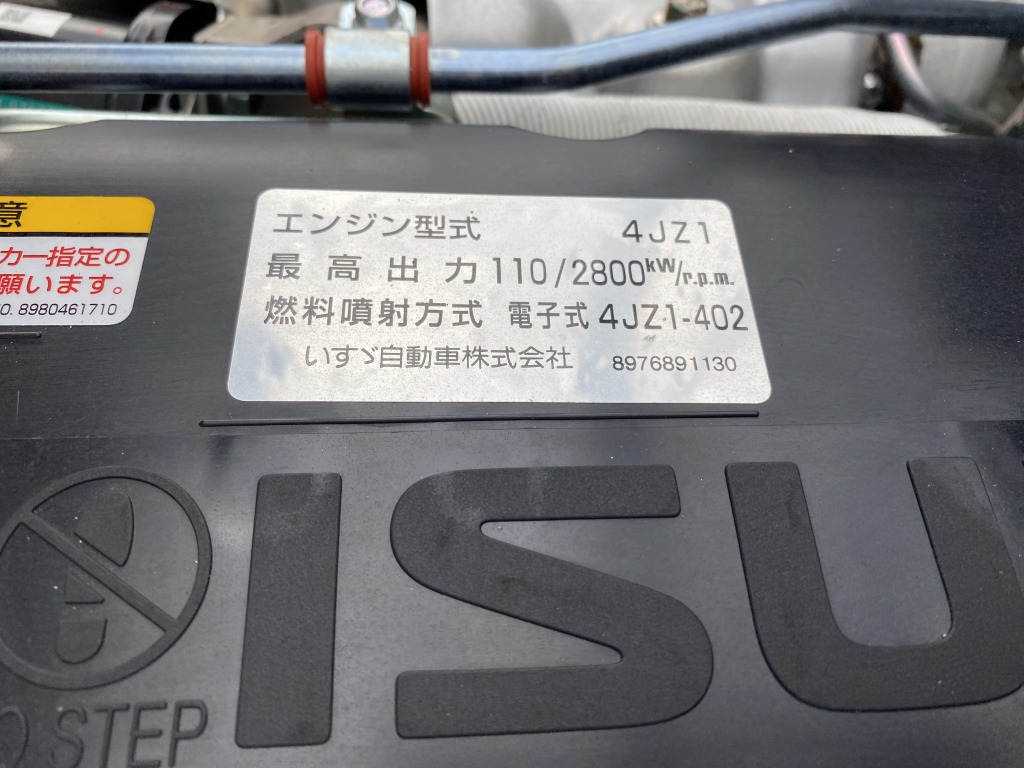 意
カー指定の
願います。
NO. 8980461710
エンジン型式 4JZ1
最高出力 110/2800kW/r.p.m.
燃料噴射方式 電子式 4JZ1-402
いすゞ自動車株式会社 8976891130
ISU
STEP